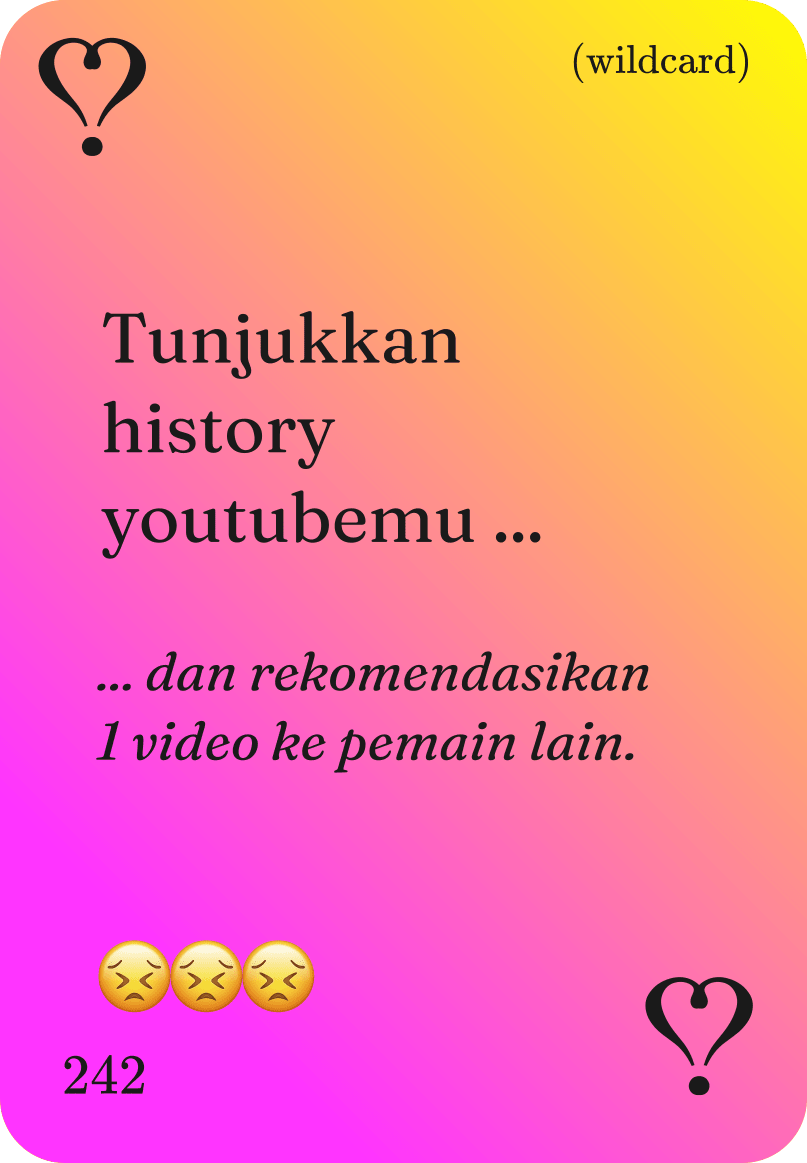 (wildcard)
Tunjukkan
history
youtubemu ...
... dan rekomendasikan
1 video ke pemain lain.
😣😣😣
242